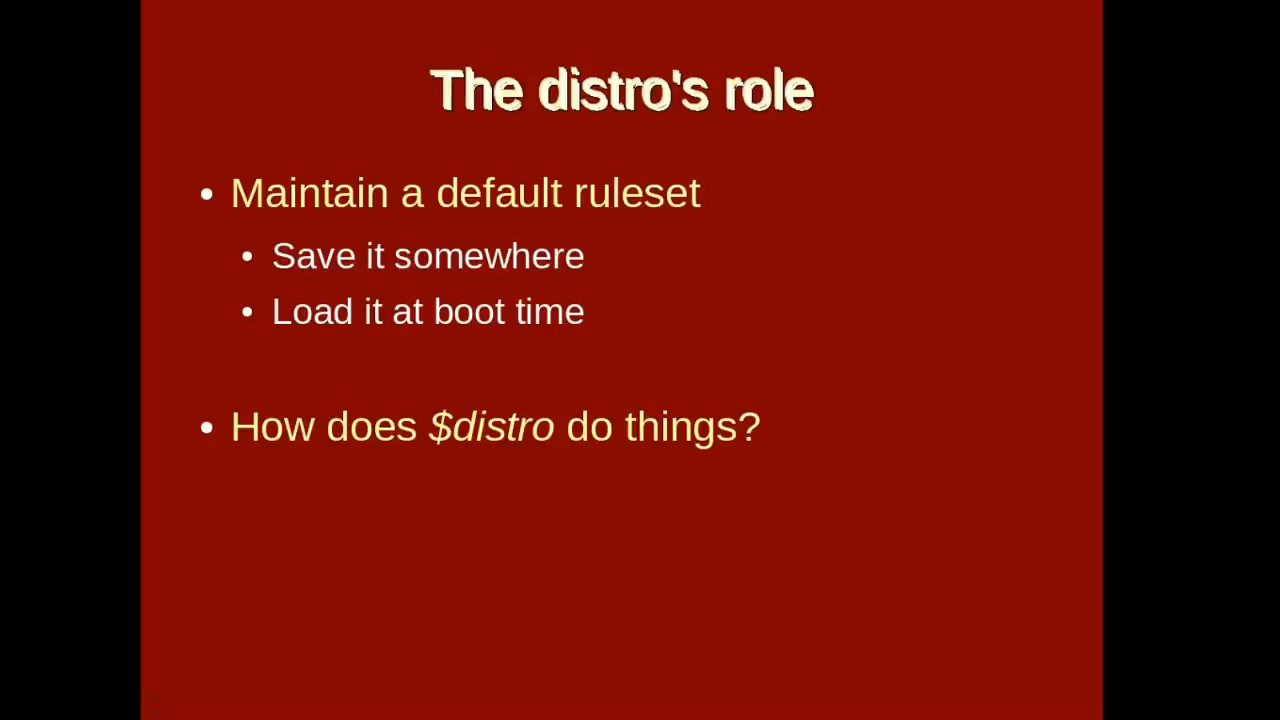 The distro's role
• Maintain a default ruleset
• Save it somewhere
• Load it at boot time
• How does $distro do things?